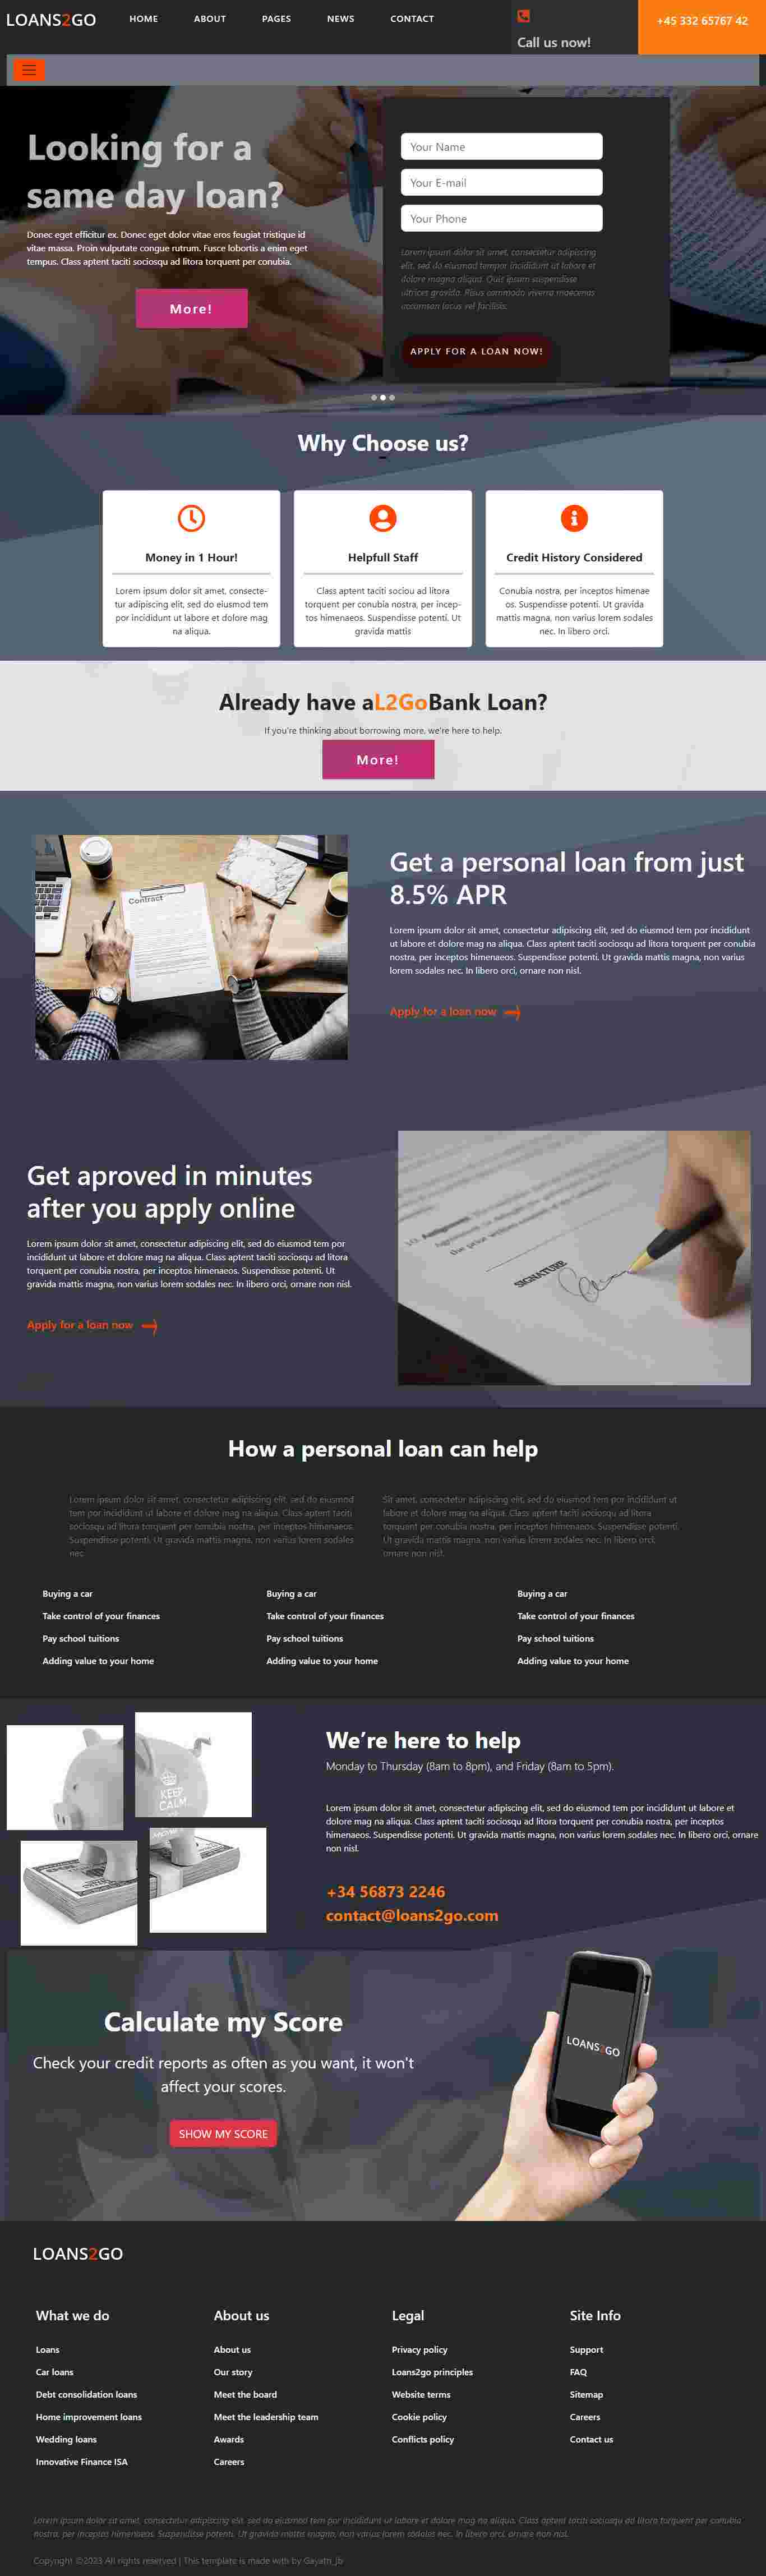 LOANS2GO
HOME
ABOUT
PAGES
NEWS
CONTACT
Call us now!
+45 332 65767 42
Looking for a
same day loan?
Donec eget efficitur ex. Donec eget dolor vitae eros feugiat tristique id
vitae massa. Proin vulputate congue rutrum. Fusce lobortis a enim eget
tempus. Class aptent taciti sociosqu ad litora torquent per conubia.
More!
Your Name
Your E-mail
Your Phone
Lorem ipsum dolor sit amet, consectetur adipiscing
elit, sed do eiusmod tempor incididunt ut labore et
dolore magna aliqua. Quis ipsum suspendisse
ultrices gravida. Risus commodo viverra maecenas
accumsan lacus vel facilisis.
APPLY FOR A LOAN NOW!
Why Choose us?
Money in 1 Hour!
Lorem ipsum dolor sit amet, consecte-
tur adipiscing elit, sed do eiusmod tem
por incididunt ut labore et dolore mag
na aliqua.
Helpfull Staff
Class aptent taciti sociou ad litora
torquent per conubia nostra, per incep-
tos himenaeos. Suspendisse potenti. Ut
gravida mattis
Credit History Considered
Conubia nostra, per inceptos himenae
os. Suspendisse potenti. Ut gravida
mattis magna, non varius lorem sodales
nec. In libero orci.
Already have aL2GoBank Loan?
If you're thinking about borrowing more, we're here to help.
More!
Contract
Get a personal loan from just
8.5% APR
Lorem ipsum dolor sit amet, consectetur adipiscing elit, sed do eiusmod tem por incididunt
ut labore et dolore mag na aliqua. Class aptent taciti sociosqu ad litora torquent per conubia
nostra, per inceptos himenaeos. Suspendisse potenti. Ut gravida mattis magna, non varius
lorem sodales nec. In libero orci, ornare non nisl.
Apply for a loan now
Get aproved in minutes
after you apply online
Lorem ipsum dolor sit amet, consectetur adipiscing elit, sed do eiusmod tem por
incididunt ut labore et dolore mag na aliqua. Class aptent taciti sociosqu ad litora
torquent per conubia nostra, per inceptos himenaeos. Suspendisse potenti. Ut
gravida mattis magna, non varius lorem sodales nec. In libero orci, ornare non nisl.
Apply for a loan now
SIGNATURE
How a personal loan can help
Lorem ipsum dolor sit amet, consectetur adipiscing elit, sed do eiusmod
tem por incididunt ut labore et dolore mag na aliqua. Class aptent taciti
sociosqu ad litora torquent per conubia nostra, per inceptos himenaeos.
Suspendisse potenti. Ut gravida mattis magna, non varius lorem sodales
nec.
Sit amet, consectetur adipiscing elit, sed do eiusmod tem por incididunt ut
labore et dolore mag na aliqua. Class aptent taciti sociosqu ad litora
torquent per conubia nostra, per inceptos himenaeos. Suspendisse potenti.
Ut gravida mattis magna, non varius lorem sodales nec. In libero orci,
ornare non nisl.
Buying a car
Take control of your finances
Pay school tuitions
Adding value to your home
Buying a car
Take control of your finances
Pay school tuitions
Adding value to your home
Buying a car
Take control of your finances
Pay school tuitions
Adding value to your home
KEEP
CALM
We're here to help
Monday to Thursday (8am to 8pm), and Friday (8am to 5pm).
Lorem ipsum dolor sit amet, consectetur adipiscing elit, sed do eiusmod tem por incididunt ut labore et
dolore mag na aliqua. Class aptent taciti sociosqu ad litora torquent per conubia nostra, per inceptos
himenaeos. Suspendisse potenti. Ut gravida mattis magna, non varius lorem sodales nec. In libero orci, ornare
non nisl.
+34 56873 2246
contact@loans2go.com
Calculate my Score
Check your credit reports as often as you want, it won't
affect your scores.
SHOW MY SCORE
LOANS2GO
LOANS2GO
What we do
Loans
Car loans
Debt consolidation loans
Home improvement loans
Wedding loans
Innovative Finance ISA
About us
About us
Our story
Meet the board
Meet the leadership team
Awards
Careers
Legal
Privacy policy
Loans2go principles
Website terms
Cookie policy
Conflicts policy
Site Info
Support
FAQ
Sitemap
Careers
Contact us
Lorem ipsum dolor sit amet, consectetur adipiscing elit, sed do eiusmod tem por incididunt ut labore et dolore mag na aliqua. Class aptent taciti sociosqu ad litora torquent per conubia
nostra, per inceptos himenaeos. Suspendisse potenti. Ut gravida mattis magna, non varius lorem sodales nec. In libero orci, ornare non nisl.
Copyright ©2023 All rights reserved | This template is made with by Gayath_jb